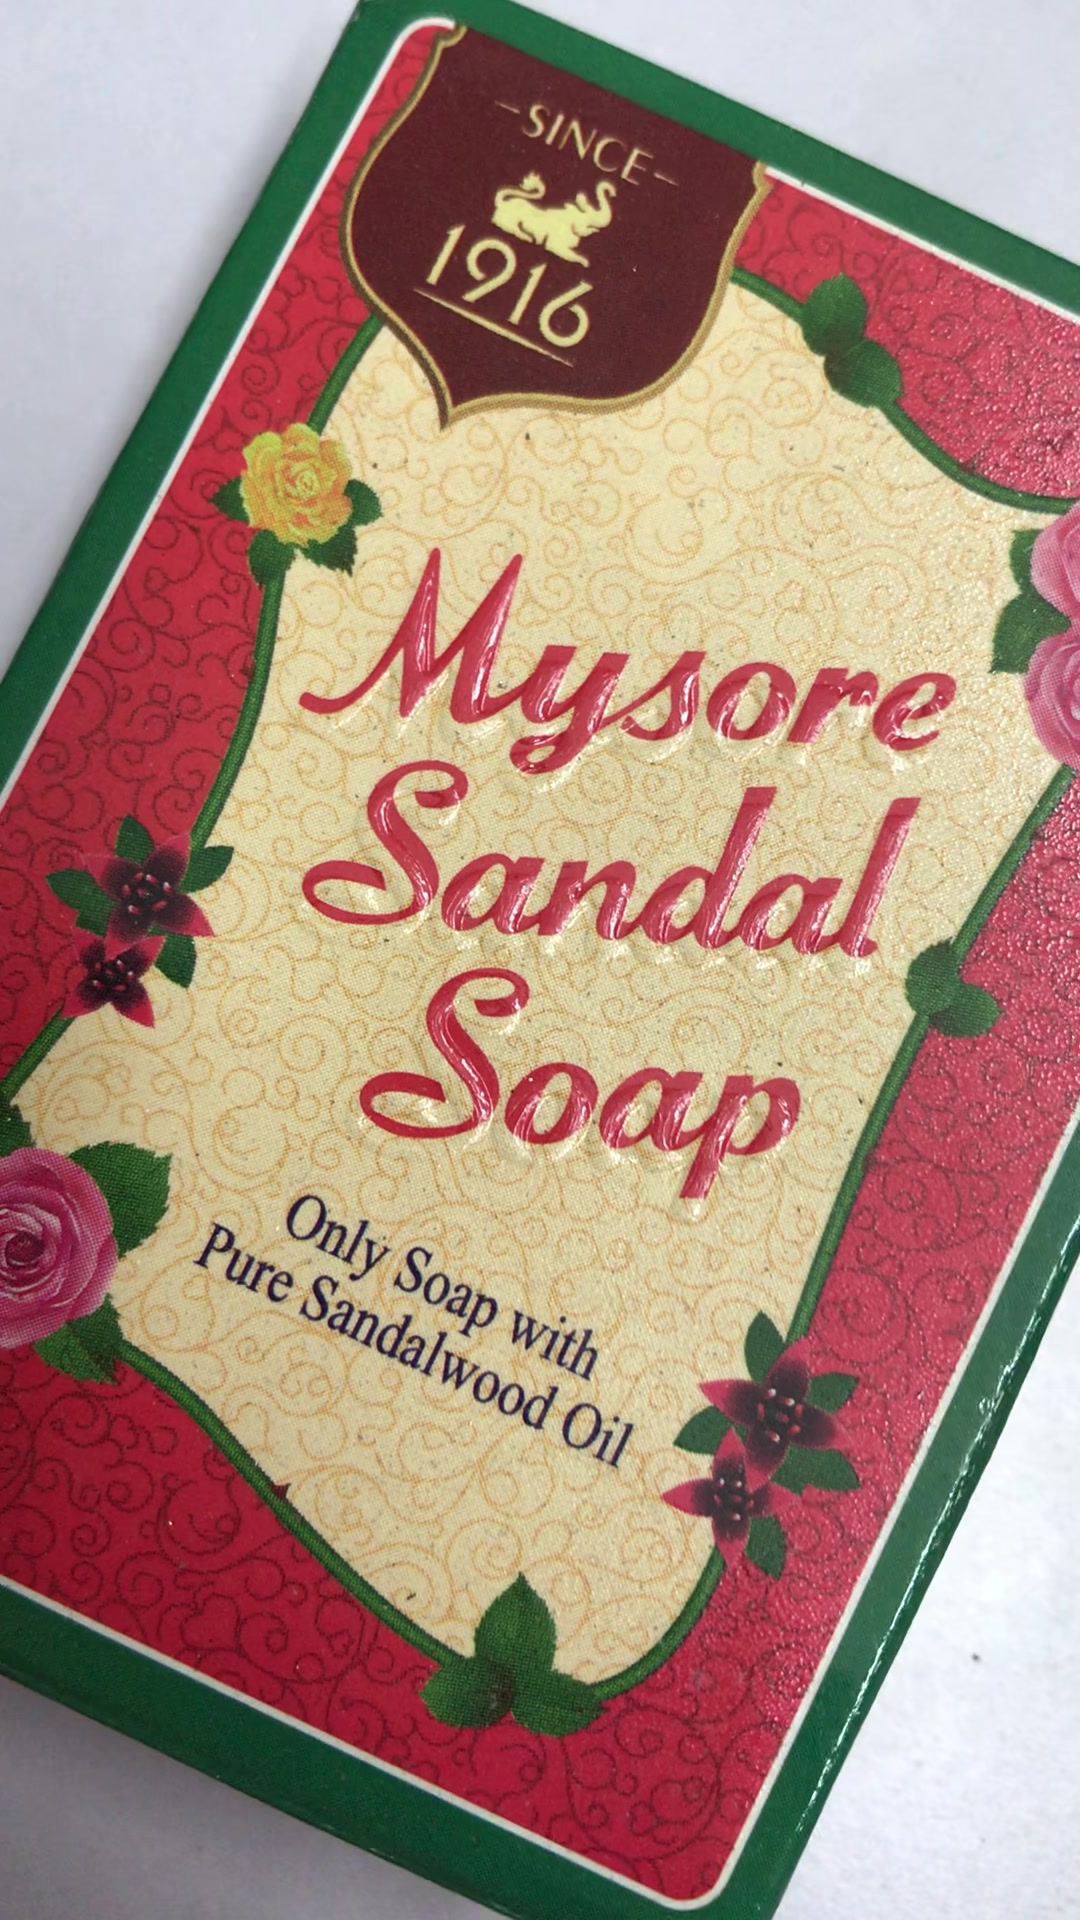 -SINCE-
1916
Mysore
Sandal
Soap
Only Soap with
Pure Sandalwood Oil